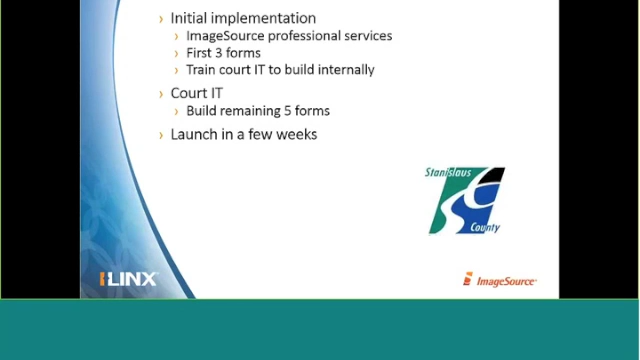 › Initial implementation
› ImageSource professional services
› First 3 forms
› Train court IT to build internally
› Court IT
› Build remaining 5 forms
› Launch in a few weeks
Stanislaus
County
ILINX
ImageSource